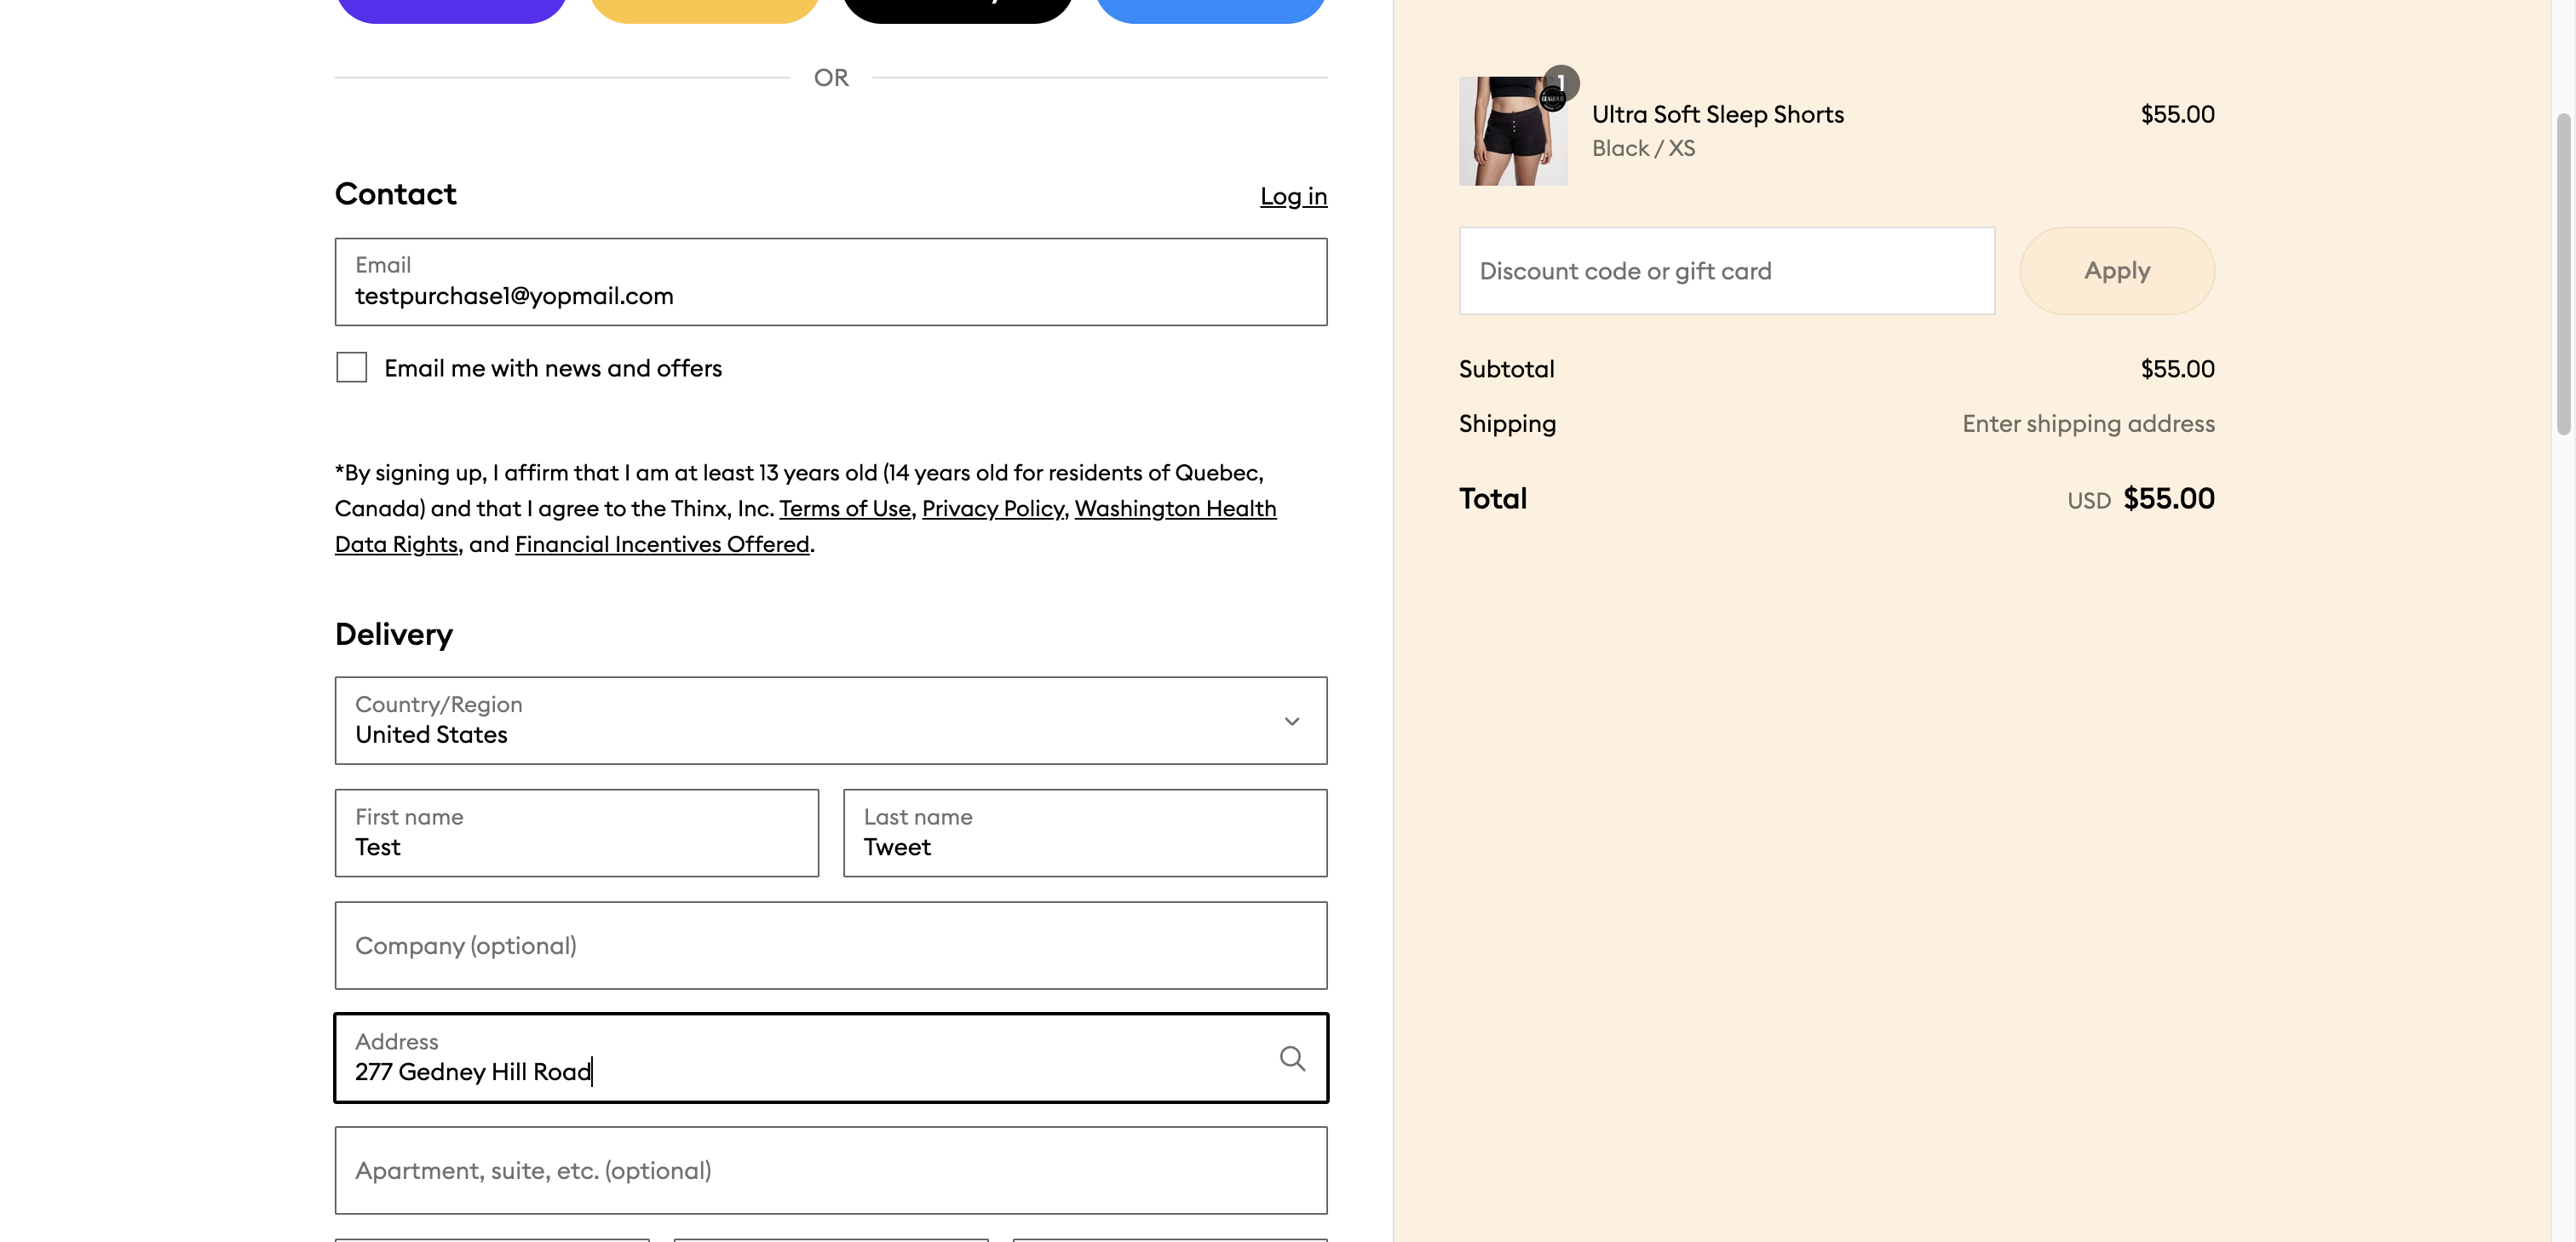 OR
Contact
Log in
Email
testpurchase1@yopmail.com
Email me with news and offers
*By signing up, I affirm that I am at least 13 years old (14 years old for residents of Quebec,
Canada) and that I agree to the Thinx, Inc. Terms of Use, Privacy Policy, Washington Health
Data Rights, and Financial Incentives Offered.
Delivery
Country/Region
United States
First name
Test
Last name
Tweet
Company (optional)
Address
277 Gedney Hill Road
Apartment, suite, etc. (optional)
1
Ultra Soft Sleep Shorts
$55.00
Black / XS
Discount code or gift card
Apply
Subtotal
$55.00
Shipping
Enter shipping address
Total
USD $55.00